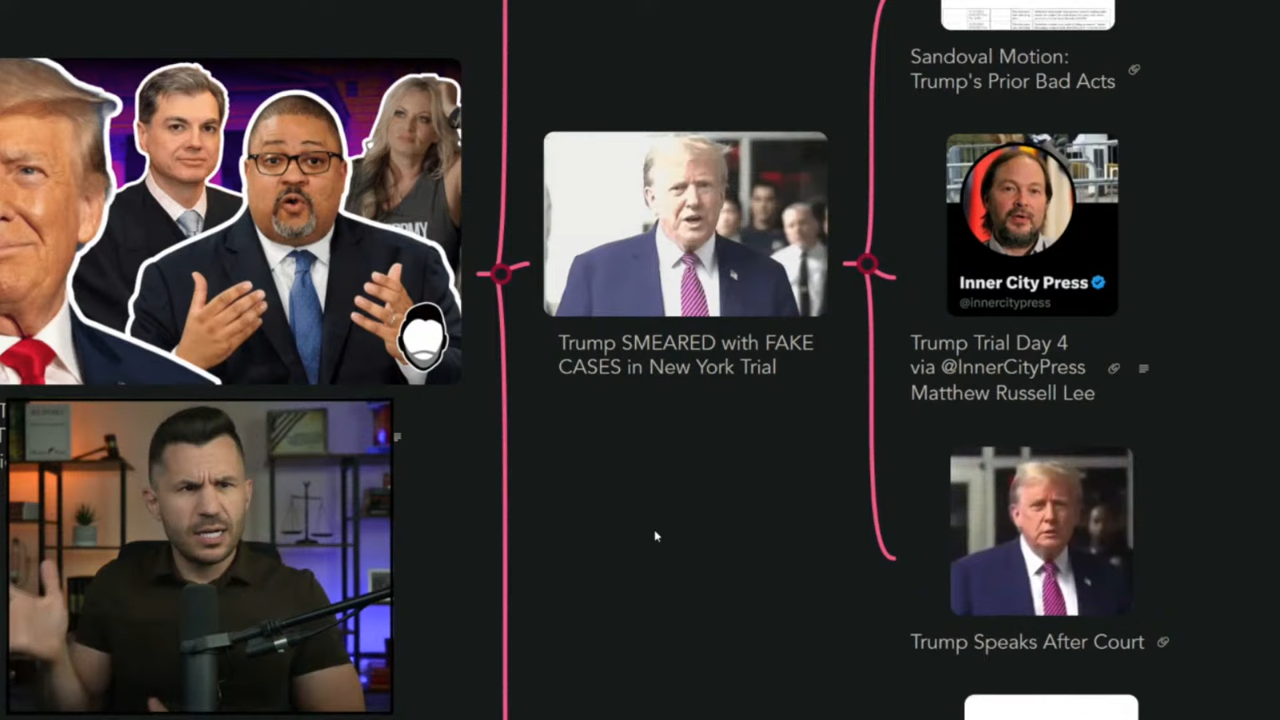 Sandoval Motion:
Trump's Prior Bad Acts
Inner City Press
@innercitypress
Trump SMEARED with FAKE
CASES in New York Trial
Trump Trial Day 4
via @InnerCityPress
Matthew Russell Lee
Trump Speaks After Court